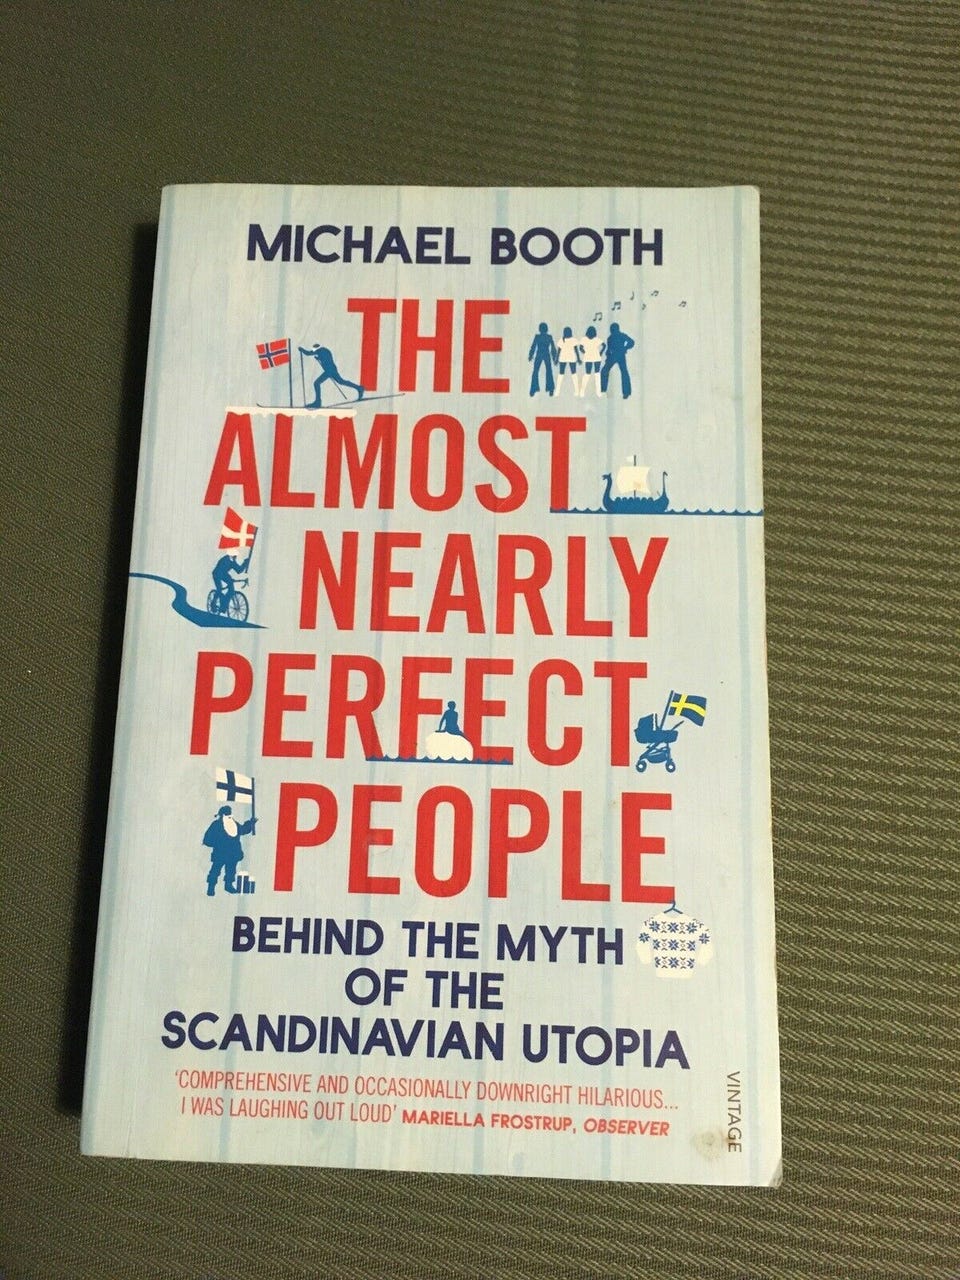 MICHAEL BOOTH
THE
ALMOST
NEARLY
PERFECT
PEOPLE
BEHIND THE MYTH
OF THE
SCANDINAVIAN UTOPIA
‘COMPREHENSIVE AND OCCASIONALLY DOWNRIGHT HILARIOUS...
I WAS LAUGHING OUT LOUD’ MARIELLA FROSTRUP, OBSERVER
VINTAGE